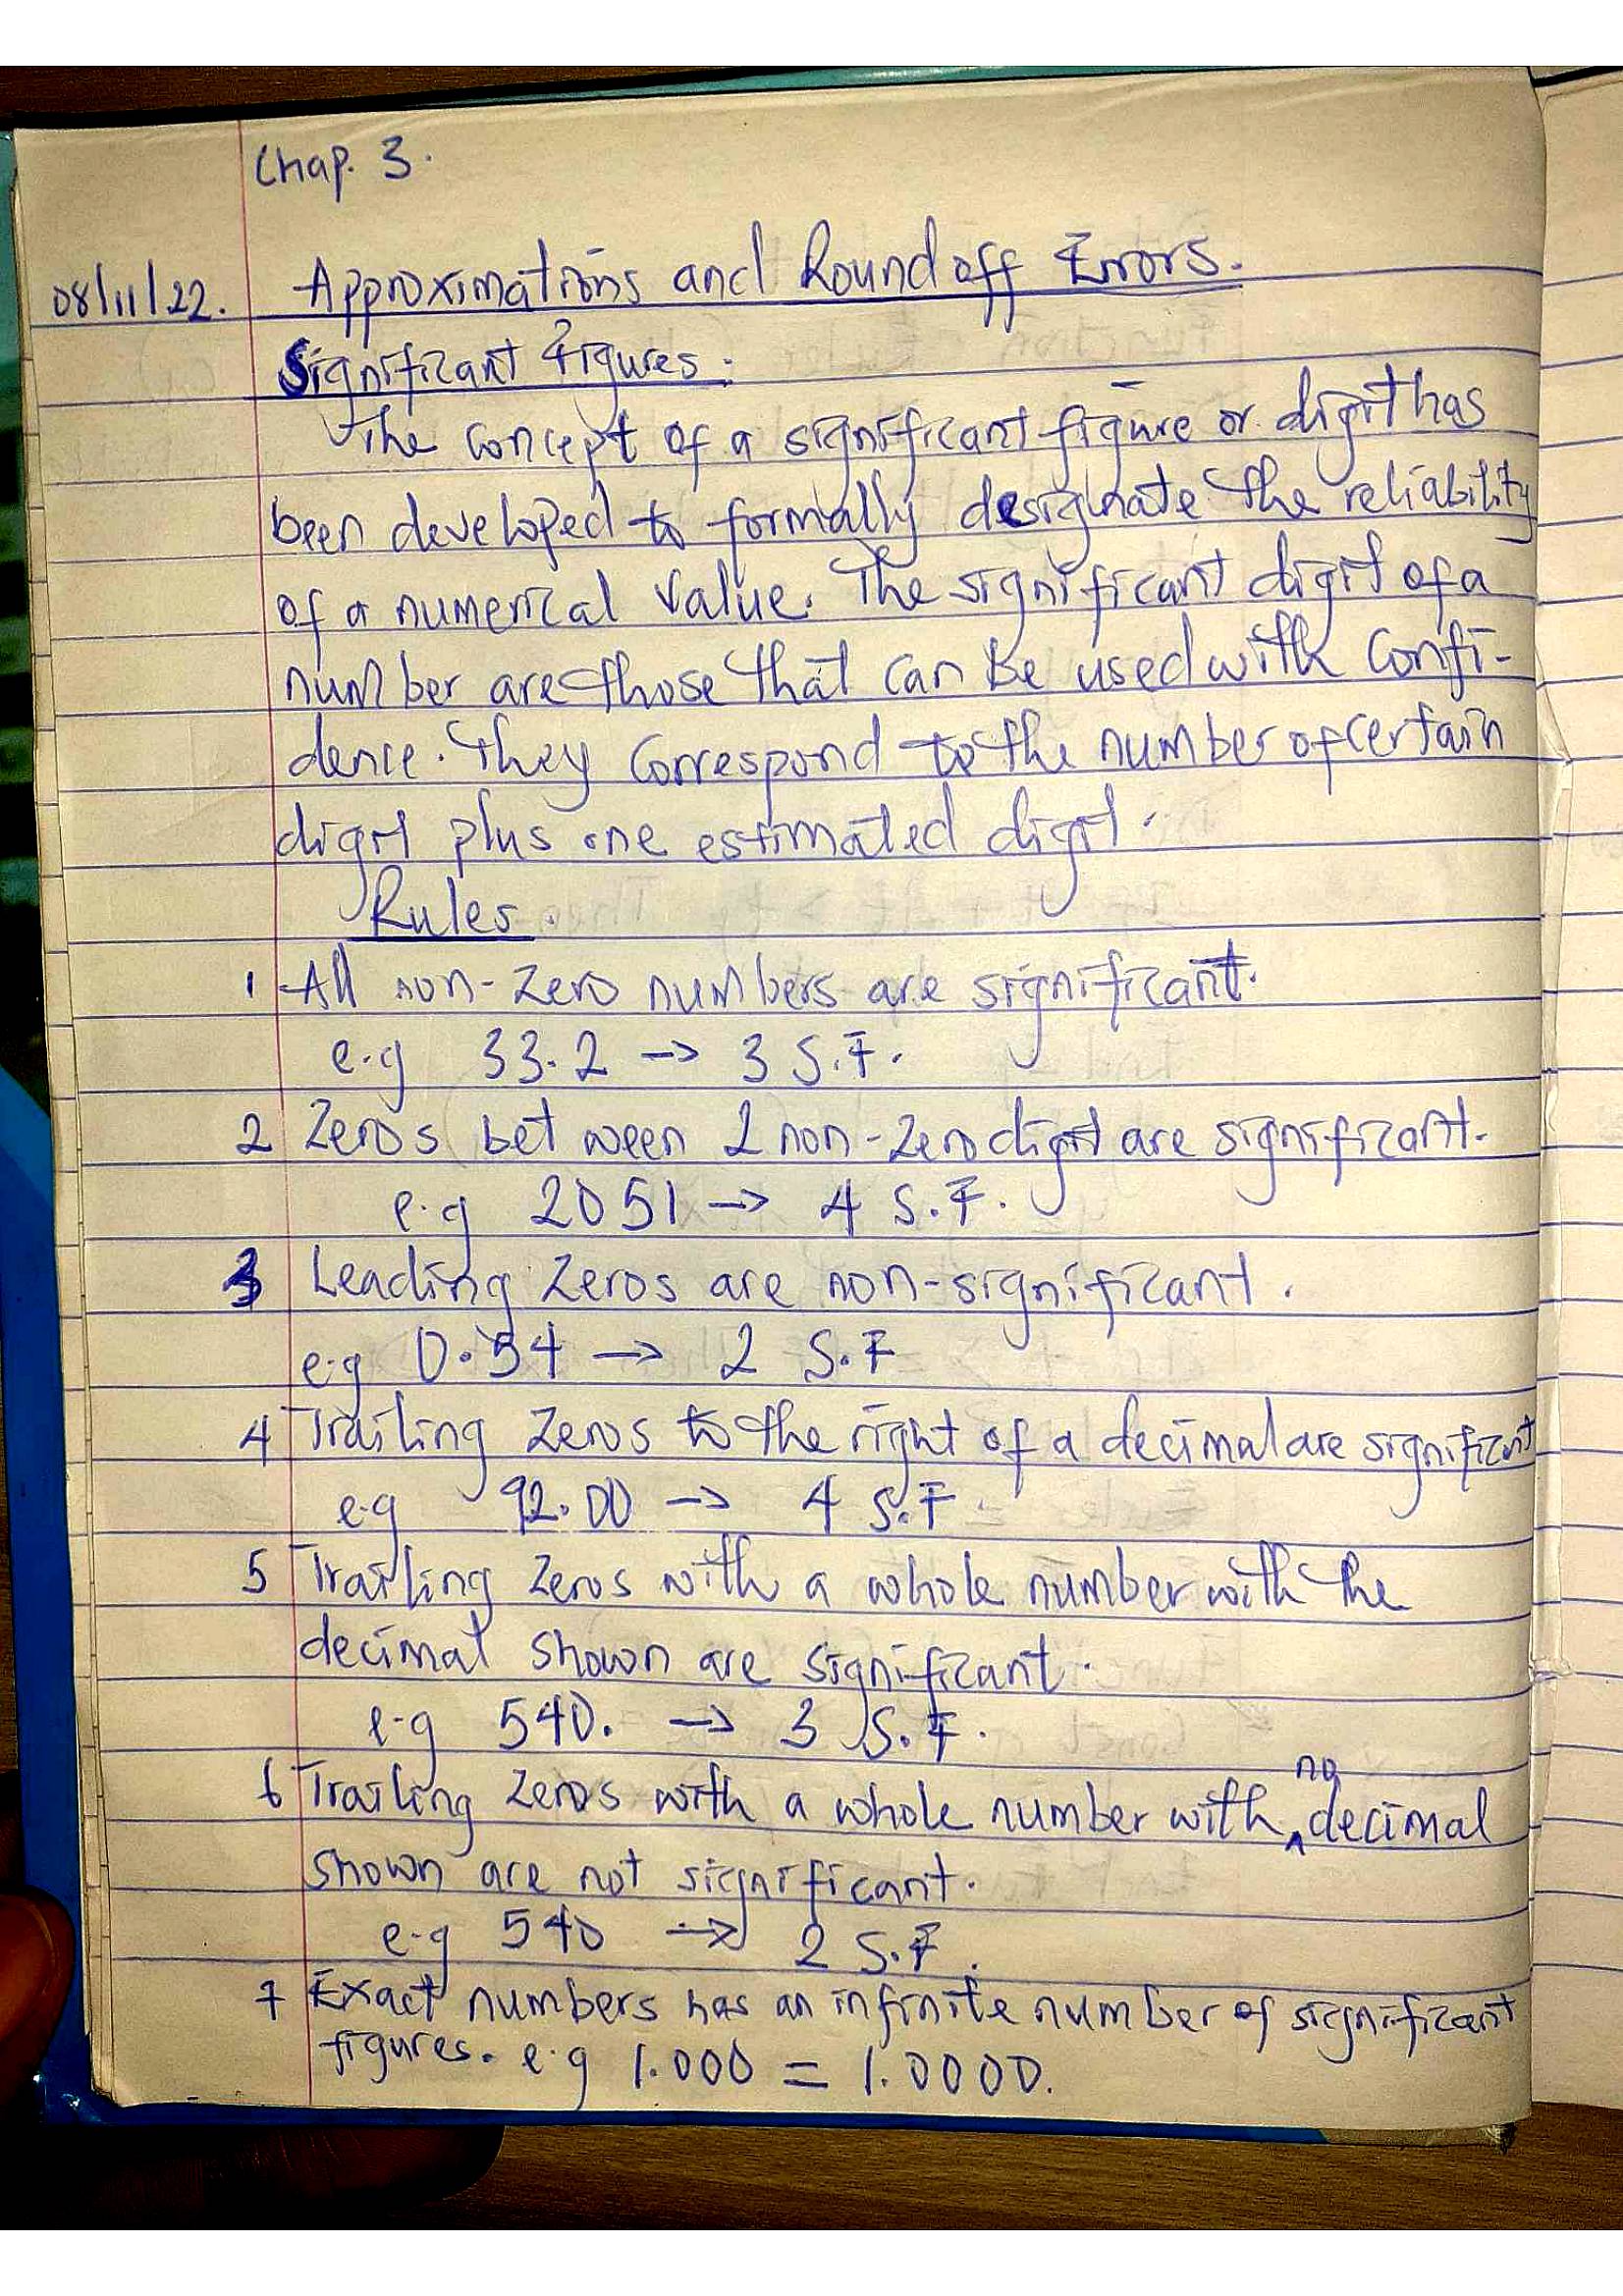 Chap. 3.
08/11/22. Approximations and Roundoff Errors.
Significant Figures.
The concept of a significant figure or digit has
been developed to formally designate the reliability
of a numerical value. The significant digit of a
number are those that can be used with confi-
dence. They correspond to the number of certain
digit plus one estimated digit.
Rules.
1 All non-zero numbers are significant.
e.g 33.2 → 3 S.F.
2 Zeros between 2 non-zero digit are significant.
e.g 2051 → 4 S.F.
3 Leading zeros are non-significant.
e.g 0.54 → 2 S.F
4 Trailing zeros to the right of a decimal are significant
e.g 92.00 → 4 S.F
5 Trailing zeros with a whole number with the
decimal shown are significant.
e.g 540. → 3 S.F.
6 Trailing zeros with a whole number with no decimal
shown are not significant.
e.g 540 → 2 S.F.
7 Exact numbers has an infinite number of significant
figures. e.g 1.000 = 1.0000.